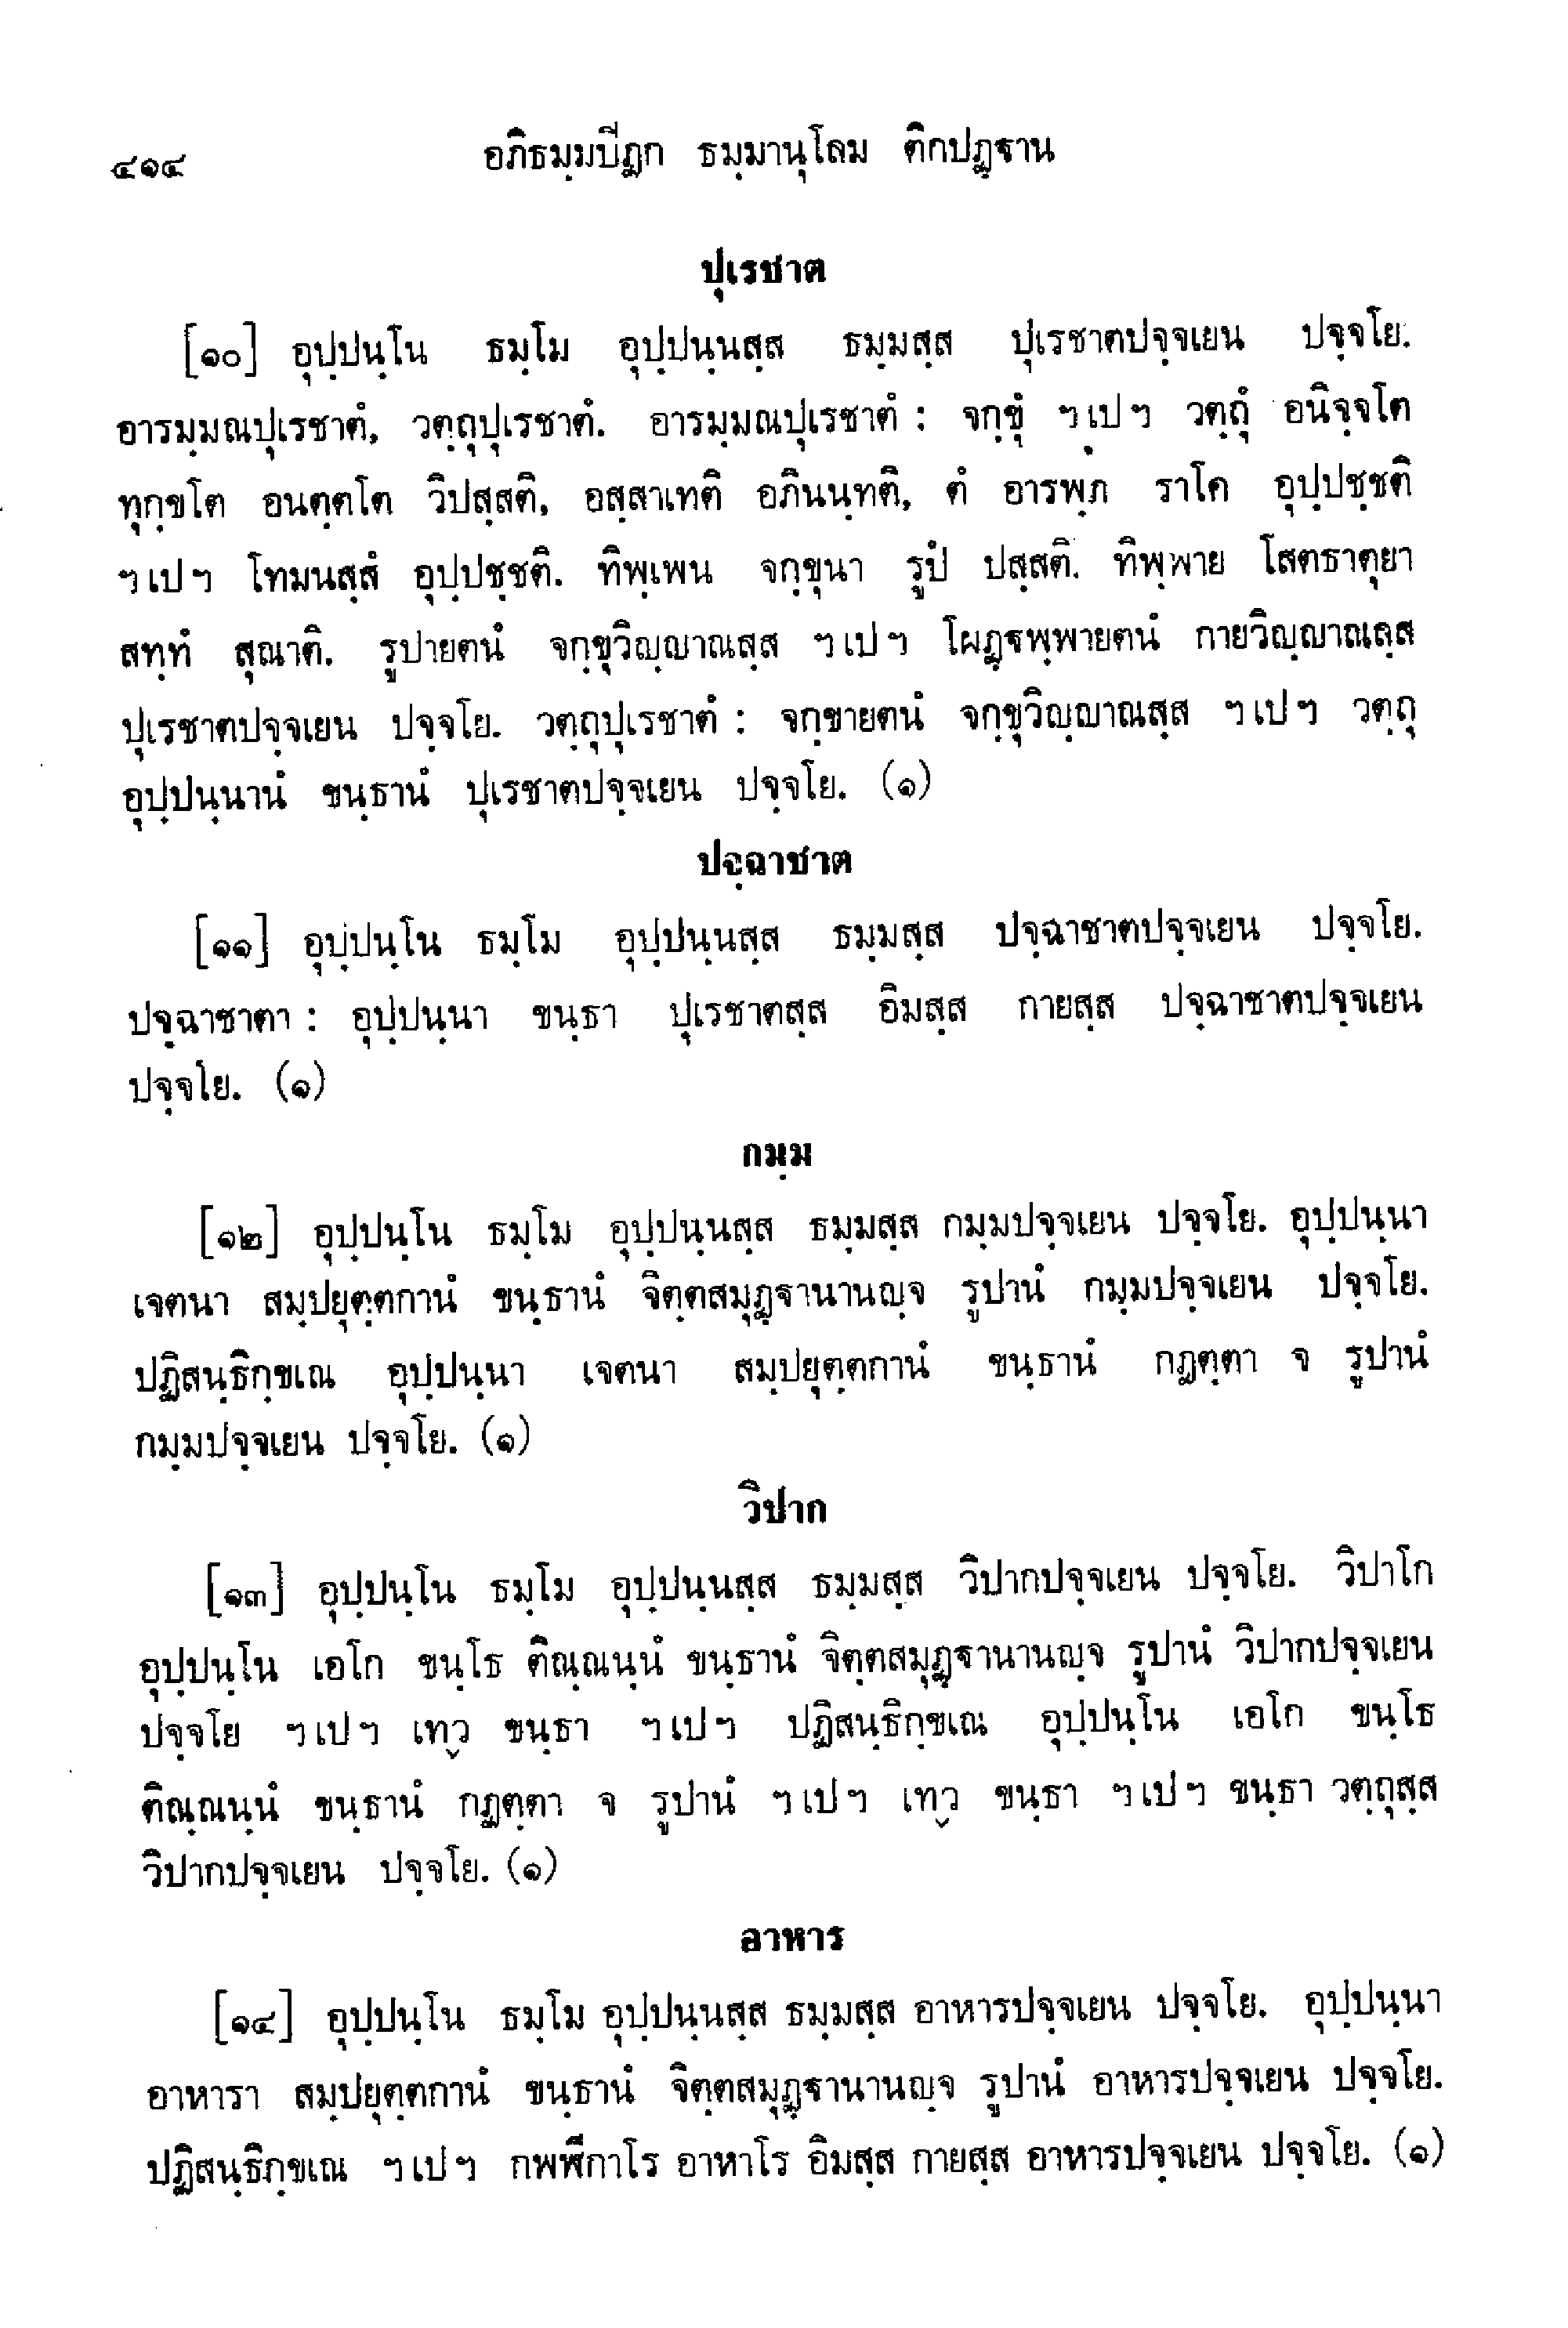 ๔๑๔ อภิธมฺมปีฏก ธมฺมานุโลม ติกปฏฺฐาน
ปุเรชาต
[๑๐] อุปฺปนฺโน ธมฺโม อุปฺปนฺนสฺส ธมฺมสฺส ปุเรชาตปจฺจเยน ปจฺจโย.
อารมฺมณปุเรชาตํ, วตฺถุปุเรชาตํ. อารมฺมณปุเรชาตํ : จกฺขุํ ฯ เป ฯ วตฺถุํ อนิจฺจโต
ทุกฺขโต อนตฺตโต วิปสฺสติ, อสฺสาเทติ อภินนฺทติ, ตํ อารพฺภ ราโค อุปฺปชฺชติ
ฯ เป ฯ โทมนสฺสํ อุปฺปชฺชติ. ทิพฺเพน จกฺขุนา รูปํ ปสฺสติ. ทิพฺพาย โสตธาตุยา
สทฺทํ สุณาติ. รูปายตนํ จกฺขุวิญฺญาณสฺส ฯ เป ฯ โผฏฺฐพฺพายตนํ กายวิญฺญาณสฺส
ปุเรชาตปจฺจเยน ปจฺจโย. วตฺถุปุเรชาตํ : จกฺขายตนํ จกฺขุวิญฺญาณสฺส ฯ เป ฯ วตฺถุ
อุปฺปนฺนานํ ขนฺธานํ ปุเรชาตปจฺจเยน ปจฺจโย. (๑)
ปจฺฉาชาต
[๑๑] อุปฺปนฺโน ธมฺโม อุปฺปนฺนสฺส ธมฺมสฺส ปจฺฉาชาตปจฺจเยน ปจฺจโย.
ปจฺฉาชาตา : อุปฺปนฺนา ขนฺธา ปุเรชาตสฺส อิมสฺส กายสฺส ปจฺฉาชาตปจฺจเยน
ปจฺจโย. (๑)
กมฺม
[๑๒] อุปฺปนฺโน ธมฺโม อุปฺปนฺนสฺส ธมฺมสฺส กมฺมปจฺจเยน ปจฺจโย. อุปฺปนฺนา
เจตนา สมฺปยุตฺตกานํ ขนฺธานํ จิตฺตสมุฏฺฐานานญฺจ รูปานํ กมฺมปจฺจเยน ปจฺจโย.
ปฏิสนฺธิกฺขเณ อุปฺปนฺนา เจตนา สมฺปยุตฺตกานํ ขนฺธานํ กฏตฺตา จ รูปานํ
กมฺมปจฺจเยน ปจฺจโย. (๑)
วิปาก
[๑๓] อุปฺปนฺโน ธมฺโม อุปฺปนฺนสฺส ธมฺมสฺส วิปากปจฺจเยน ปจฺจโย. วิปาโก
อุปฺปนฺโน เอโก ขนฺโธ ติณฺณนฺนํ ขนฺธานํ จิตฺตสมุฏฺฐานานญฺจ รูปานํ วิปากปจฺจเยน
ปจฺจโย ฯ เป ฯ เทฺว ขนฺธา ฯ เป ฯ ปฏิสนฺธิกฺขเณ อุปฺปนฺโน เอโก ขนฺโธ
ติณฺณนฺนํ ขนฺธานํ กฏตฺตา จ รูปานํ ฯ เป ฯ เทฺว ขนฺธา ฯ เป ฯ ขนฺธา วตฺถุสฺส
วิปากปจฺจเยน ปจฺจโย. (๑)
อาหาร
[๑๔] อุปฺปนฺโน ธมฺโม อุปฺปนฺนสฺส ธมฺมสฺส อาหารปจฺจเยน ปจฺจโย. อุปฺปนฺนา
อาหารา สมฺปยุตฺตกานํ ขนฺธานํ จิตฺตสมุฏฺฐานานญฺจ รูปานํ อาหารปจฺจเยน ปจฺจโย.
ปฏิสนฺธิกฺขเณ ฯ เป ฯ กพฬีกาโร อาหาโร อิมสฺส กายสฺส อาหารปจฺจเยน ปจฺจโย. (๑)